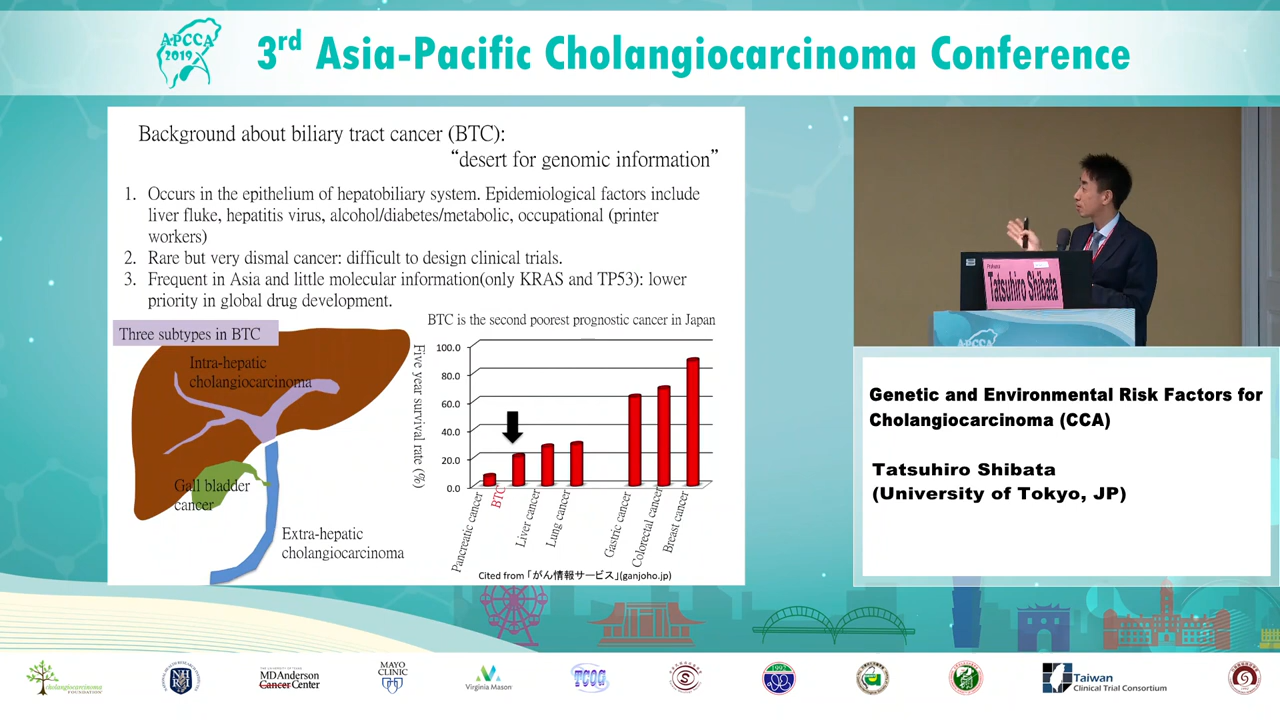 APCCA
2019
3rd Asia-Pacific Cholangiocarcinoma Conference
Background about biliary tract cancer (BTC):
“desert for genomic information”
1. Occurs in the epithelium of hepatobiliary system. Epidemiological factors include
liver fluke, hepatitis virus, alcohol/diabetes/metabolic, occupational (printer
workers)
2. Rare but very dismal cancer: difficult to design clinical trials.
3. Frequent in Asia and little molecular information(only KRAS and TP53): lower
priority in global drug development.
Three subtypes in BTC
Intra-hepatic
cholangiocarcinoma
Gall bladder
cancer
Extra-hepatic
cholangiocarcinoma
BTC is the second poorest prognostic cancer in Japan
Five year survival rate (%)
100.0
80.0
60.0
40.0
20.0
0.0
Pancreatic cancer
BTC
Liver cancer
Lung cancer
Gastric cancer
Colorectal cancer
Breast cancer
Cited from「がん情報サービス」(ganjoho.jp)
Tatsuhiro Shibata
APCCA
Genetic and Environmental Risk Factors for
Cholangiocarcinoma (CCA)
Tatsuhiro Shibata
(University of Tokyo, JP)
cholangiocarcinoma
FOUNDATION
NHRI
MDAnderson
Cancer Center
MAYO
CLINIC
Virginia Mason
TCOG
Taiwan
Clinical Trial Consortium